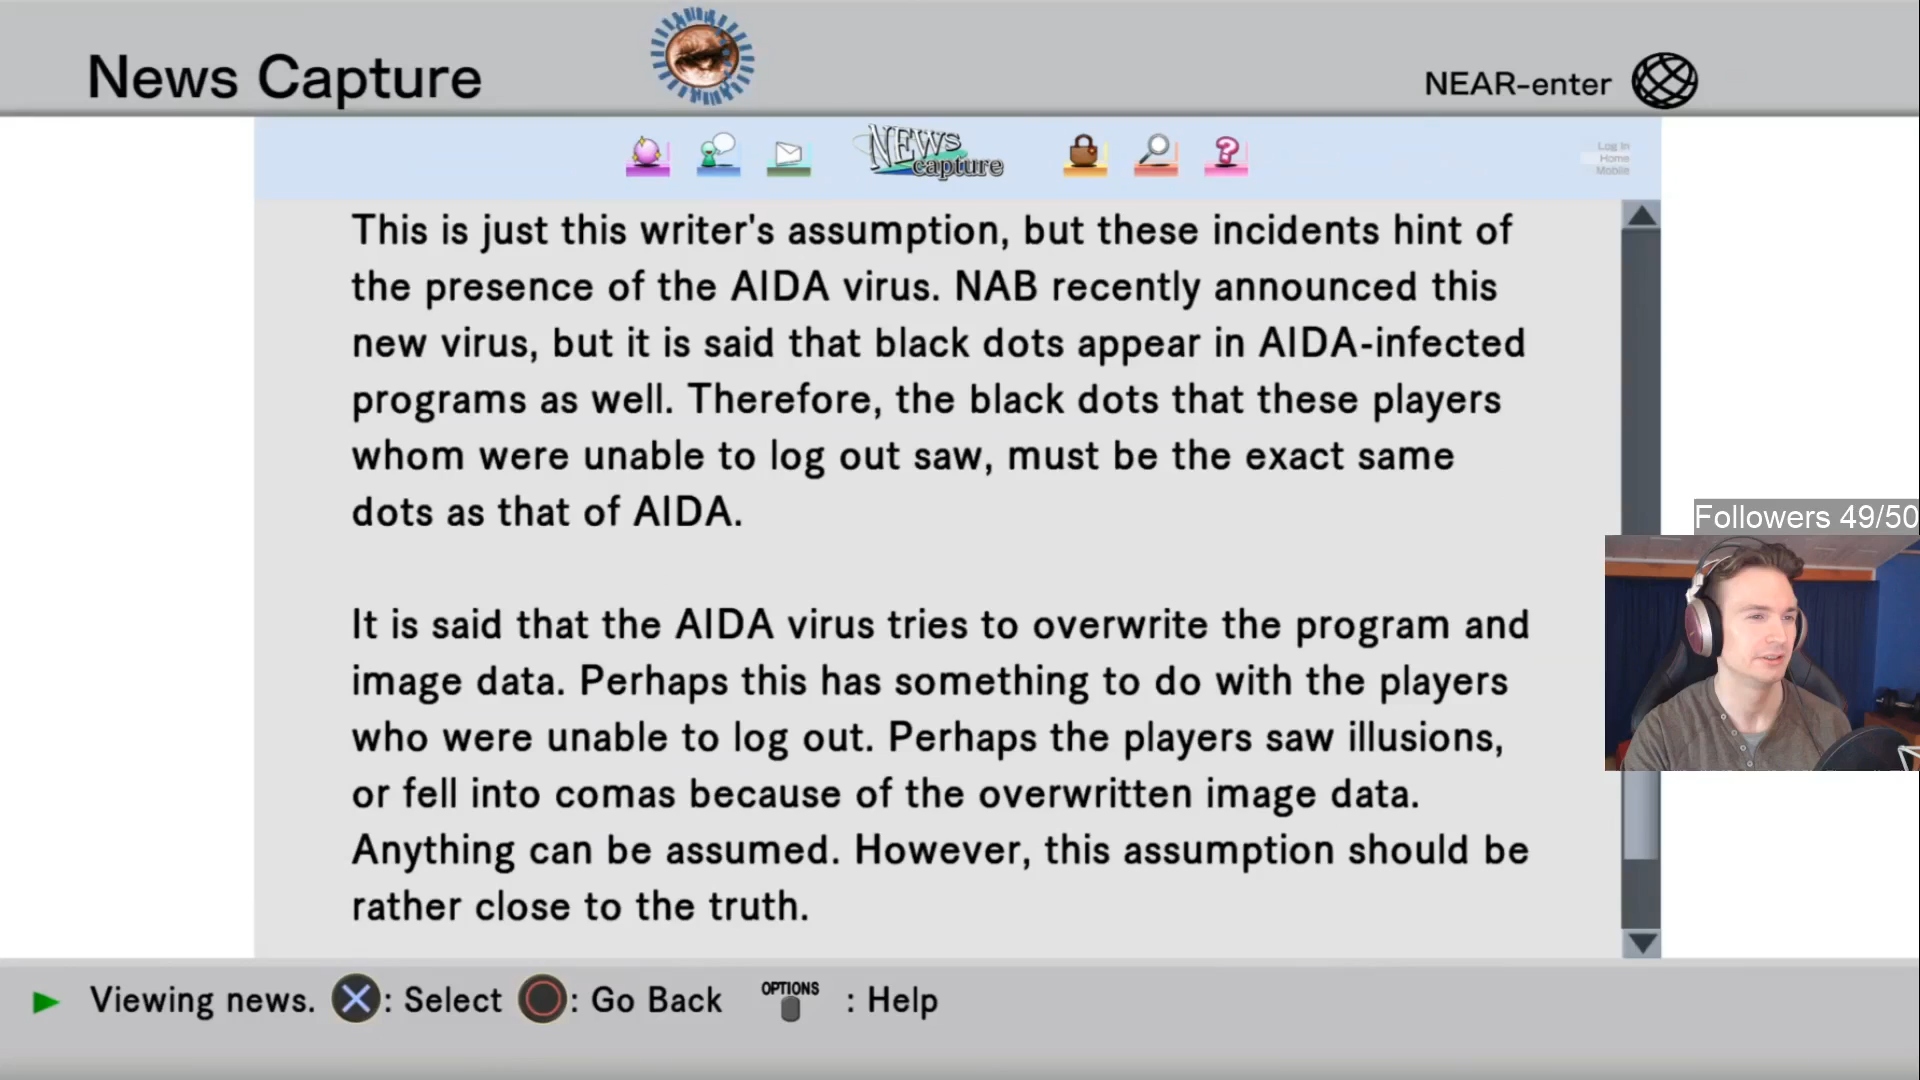 News Capture
NEAR-enter
NEWS
capture
Log In
Home
Mobile
This is just this writer's assumption, but these incidents hint of
the presence of the AIDA virus. NAB recently announced this
new virus, but it is said that black dots appear in AIDA-infected
programs as well. Therefore, the black dots that these players
whom were unable to log out saw, must be the exact same
dots as that of AIDA.
It is said that the AIDA virus tries to overwrite the program and
image data. Perhaps this has something to do with the players
who were unable to log out. Perhaps the players saw illusions,
or fell into comas because of the overwritten image data.
Anything can be assumed. However, this assumption should be
rather close to the truth.
Followers 49/50
Viewing news. : Select : Go Back OPTIONS : Help